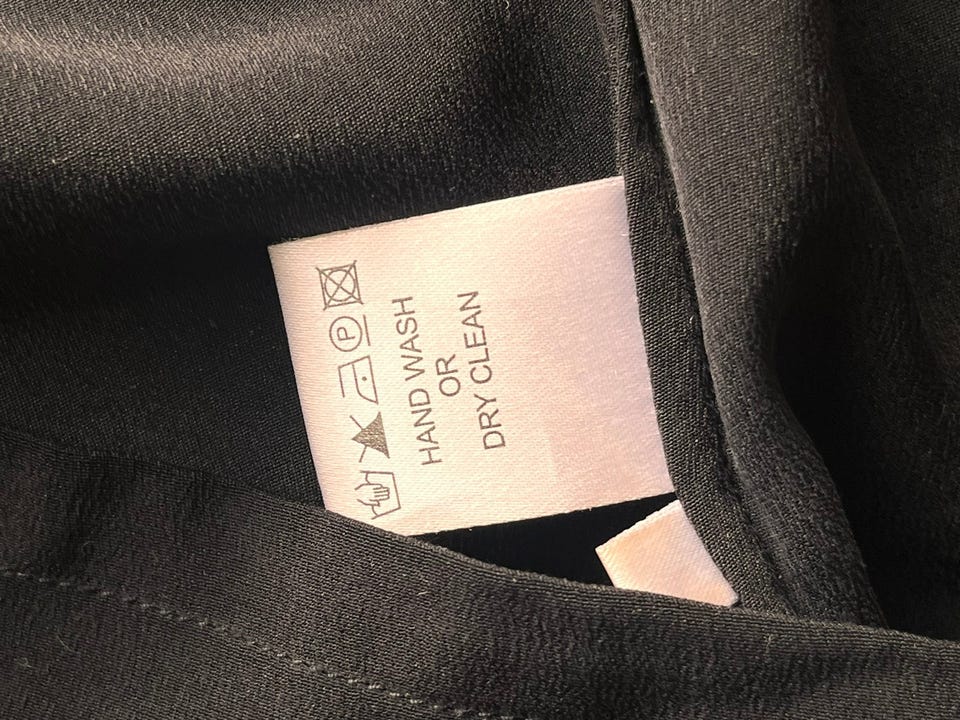 P
HAND WASH
OR
DRY CLEAN